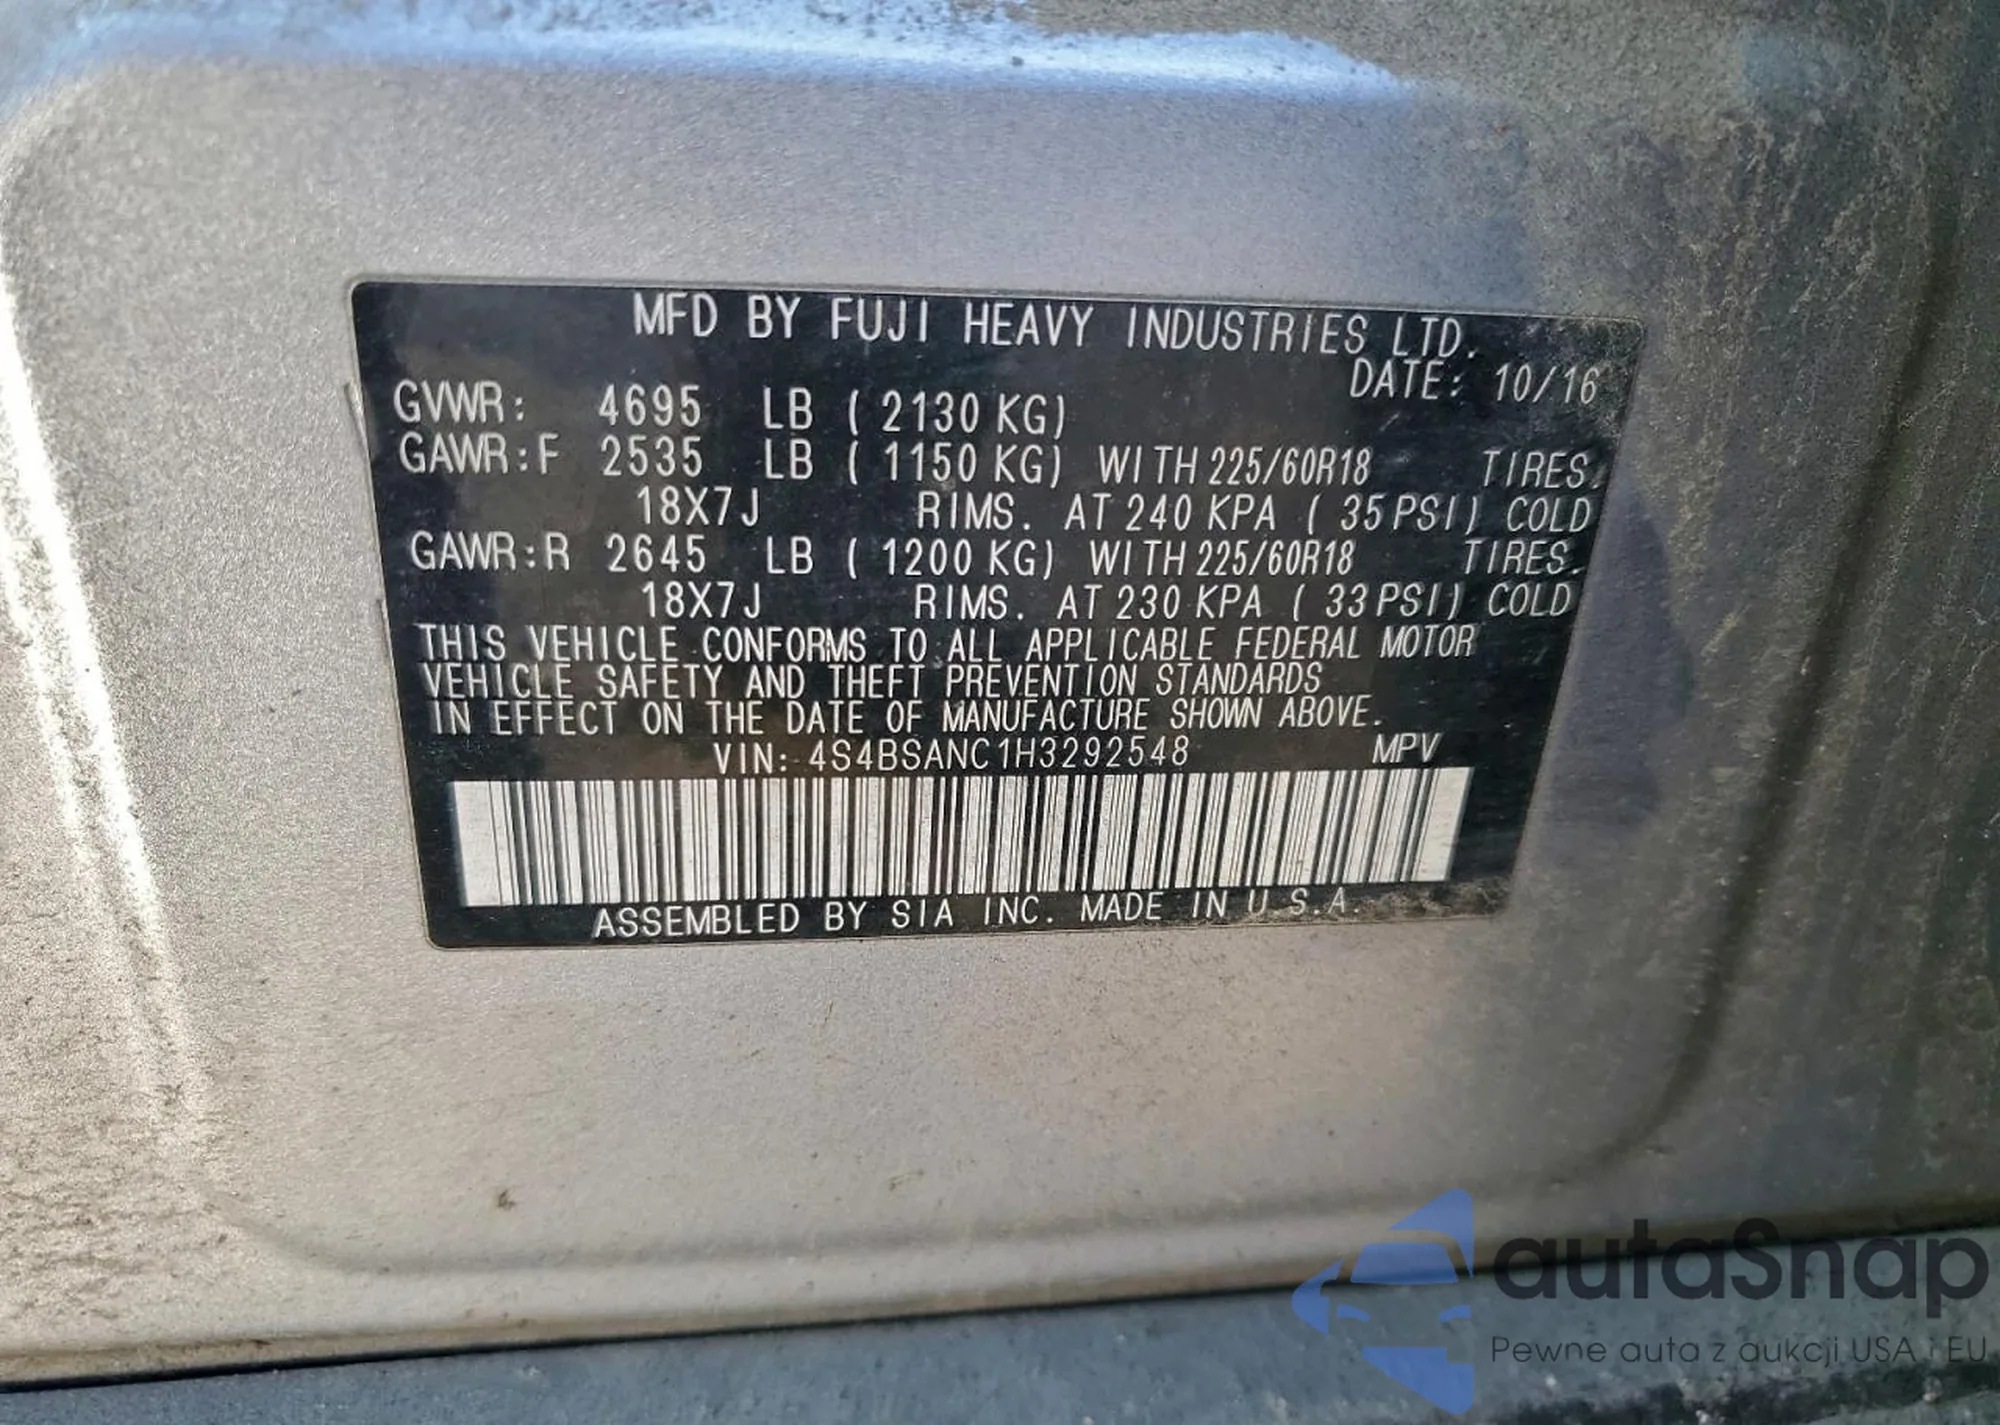 MFD BY FUJI HEAVY INDUSTRIES LTD.
DATE: 10/16
GVWR: 4695 LB ( 2130 KG)
GAWR:F 2535 LB ( 1150 KG) WITH 225/60R18 TIRES.
18X7J RIMS. AT 240 KPA ( 35 PSI) COLD
GAWR:R 2645 LB ( 1200 KG) WITH 225/60R18 TIRES.
18X7J RIMS. AT 230 KPA ( 33 PSI) COLD
THIS VEHICLE CONFORMS TO ALL APPLICABLE FEDERAL MOTOR
VEHICLE SAFETY AND THEFT PREVENTION STANDARDS
IN EFFECT ON THE DATE OF MANUFACTURE SHOWN ABOVE.
VIN: 4S4BSANC1H3292548 MPV
ASSEMBLED BY SIA INC. MADE IN U.S.A.
autaSnap
Pewne auta z aukcji USA i EU